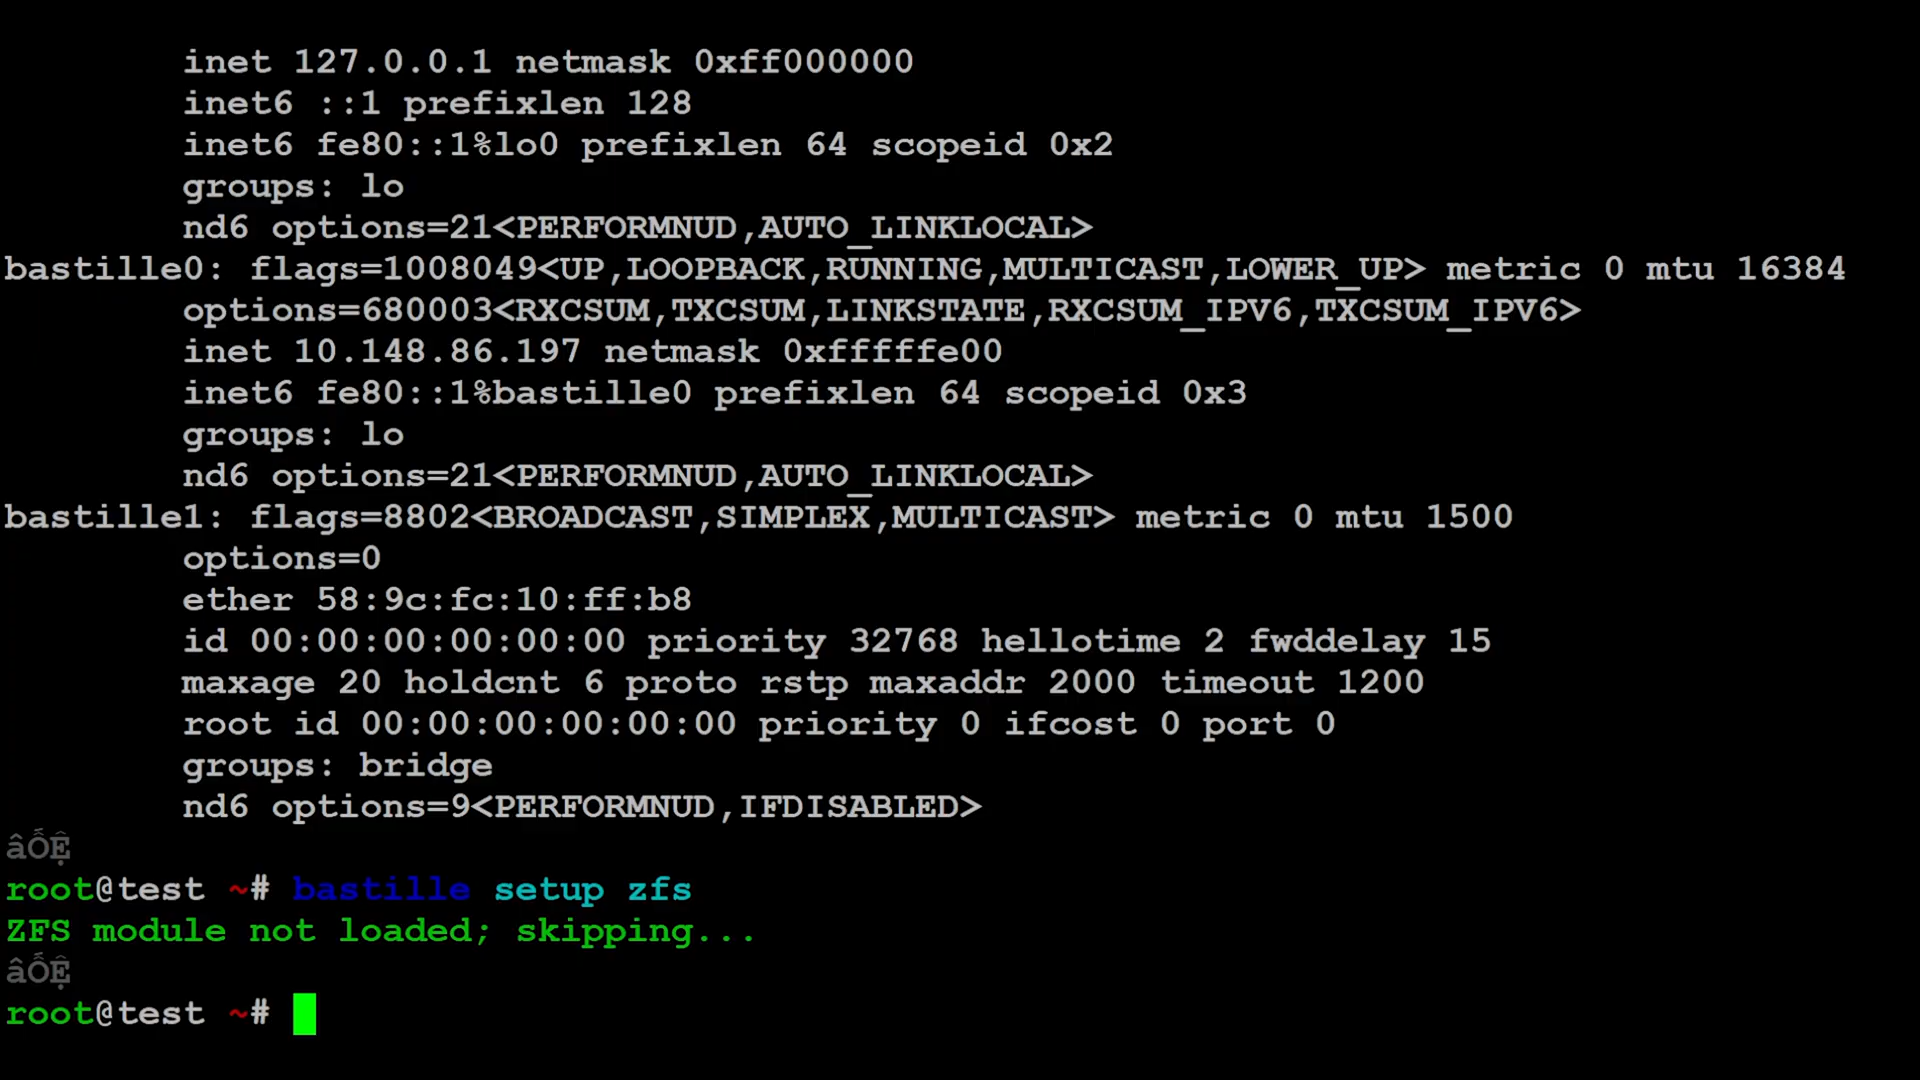 inet 127.0.0.1 netmask 0xff000000
inet6 ::1 prefixlen 128
inet6 fe80::1%lo0 prefixlen 64 scopeid 0x2
groups: lo
nd6 options=21<PERFORMNUD,AUTO_LINKLOCAL>
bastille0: flags=1008049<UP,LOOPBACK,RUNNING,MULTICAST,LOWER_UP> metric 0 mtu 16384
options=680003<RXCSUM,TXCSUM,LINKSTATE,RXCSUM_IPV6,TXCSUM_IPV6>
inet 10.148.86.197 netmask 0xfffffe00
inet6 fe80::1%bastille0 prefixlen 64 scopeid 0x3
groups: lo
nd6 options=21<PERFORMNUD,AUTO_LINKLOCAL>
bastille1: flags=8802<BROADCAST,SIMPLEX,MULTICAST> metric 0 mtu 1500
options=0
ether 58:9c:fc:10:ff:b8
id 00:00:00:00:00:00 priority 32768 hellotime 2 fwddelay 15
maxage 20 holdcnt 6 proto rstp maxaddr 2000 timeout 1200
root id 00:00:00:00:00:00 priority 0 ifcost 0 port 0
groups: bridge
nd6 options=9<PERFORMNUD,IFDISABLED>
âỖỆ
root@test ~# bastille setup zfs
ZFS module not loaded; skipping...
âỖỆ
root@test ~#